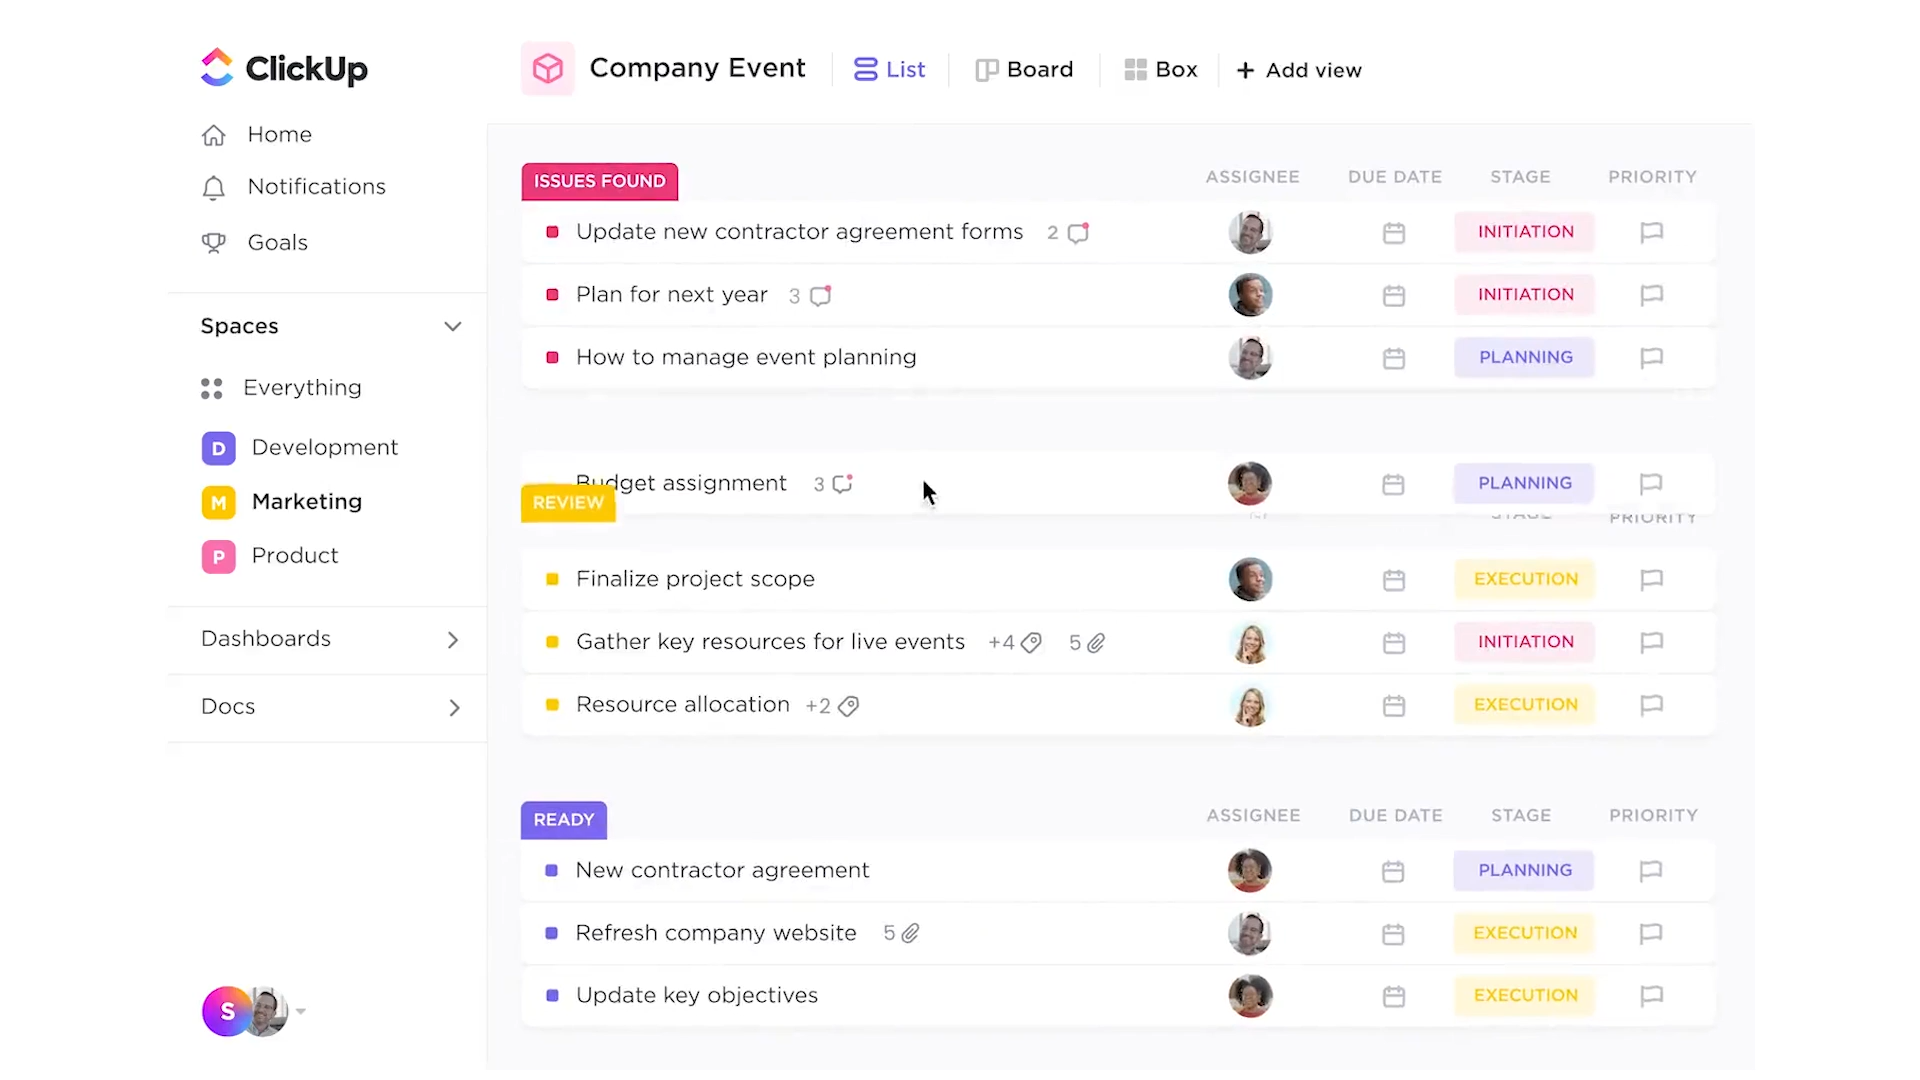 ClickUp
Home
Notifications
Goals
Spaces
Everything
D Development
M Marketing
P Product
Dashboards
Docs
S
Company Event
List
Board
Box
+ Add view
ISSUES FOUND ASSIGNEE DUE DATE STAGE PRIORITY
Update new contractor agreement forms 2 INITIATION
Plan for next year 3 INITIATION
How to manage event planning PLANNING
Budget assignment 3 PLANNING
REVIEW STAGE PRIORITY
Finalize project scope EXECUTION
Gather key resources for live events +4 5 INITIATION
Resource allocation +2 EXECUTION
READY ASSIGNEE DUE DATE STAGE PRIORITY
New contractor agreement PLANNING
Refresh company website 5 EXECUTION
Update key objectives EXECUTION